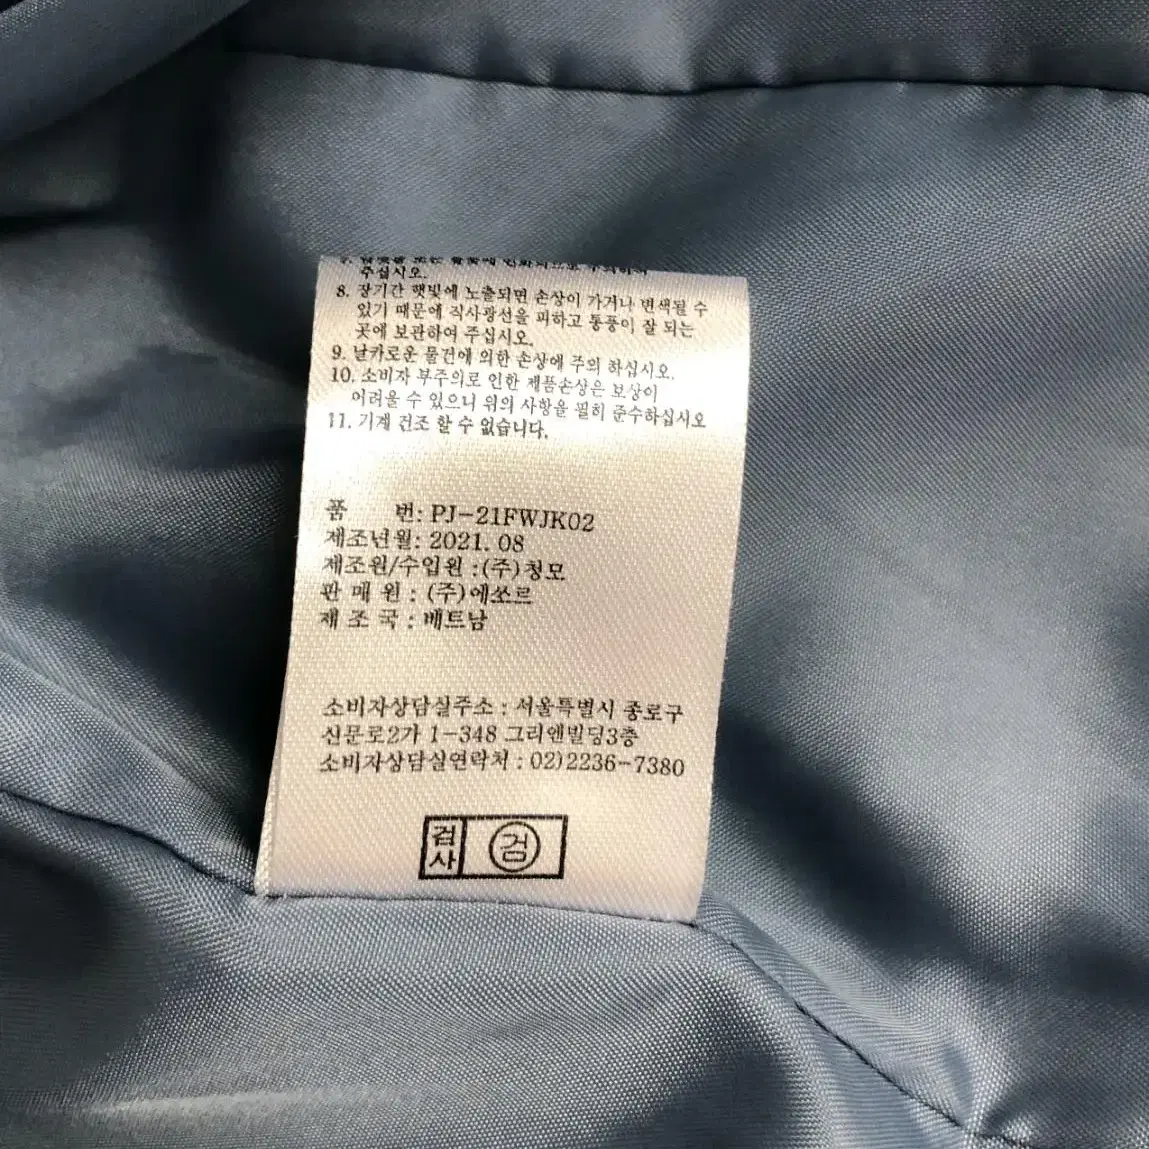 주십시오.
8. 장기간 햇빛에 노출되면 손상이 가거나 변색될 수
있기 때문에 직사광선을 피하고 통풍이 잘 되는
곳에 보관하여 주십시오.
9. 날카로운 물건에 의한 손상에 주의 하십시오.
10. 소비자 부주의로 인한 제품손상은 보상이
어려울 수 있으니 위의 사항을 필히 준수하십시오
11. 기계 건조 할 수 없습니다.
품 번: PJ-21FWJK02
제조년월: 2021. 08
제조원/수입원 :(주)청모
판 매 원 : (주)에쏘르
제 조 국 : 베트남
소비자상담실주소 : 서울특별시 종로구
신문로2가 1-348 그리엔빌딩3층
소비자상담실연락처 : 02)2236-7380
검사 검